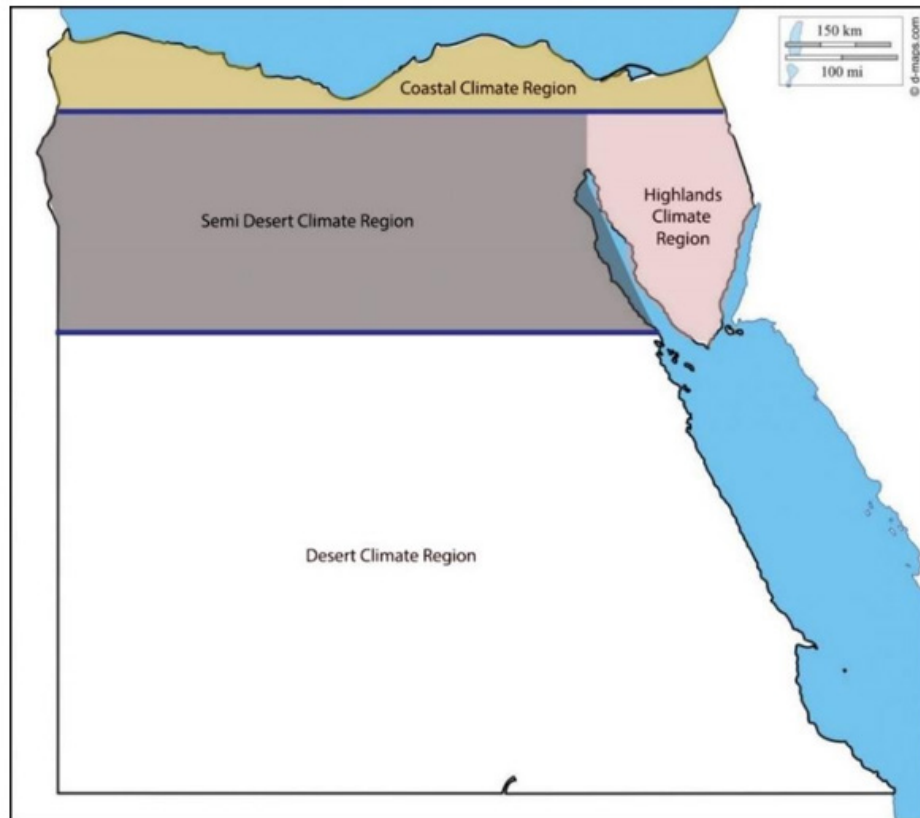 150 km
100 mi
© d-maps.com
Coastal Climate Region
Semi Desert Climate Region
Highlands
Climate
Region
Desert Climate Region